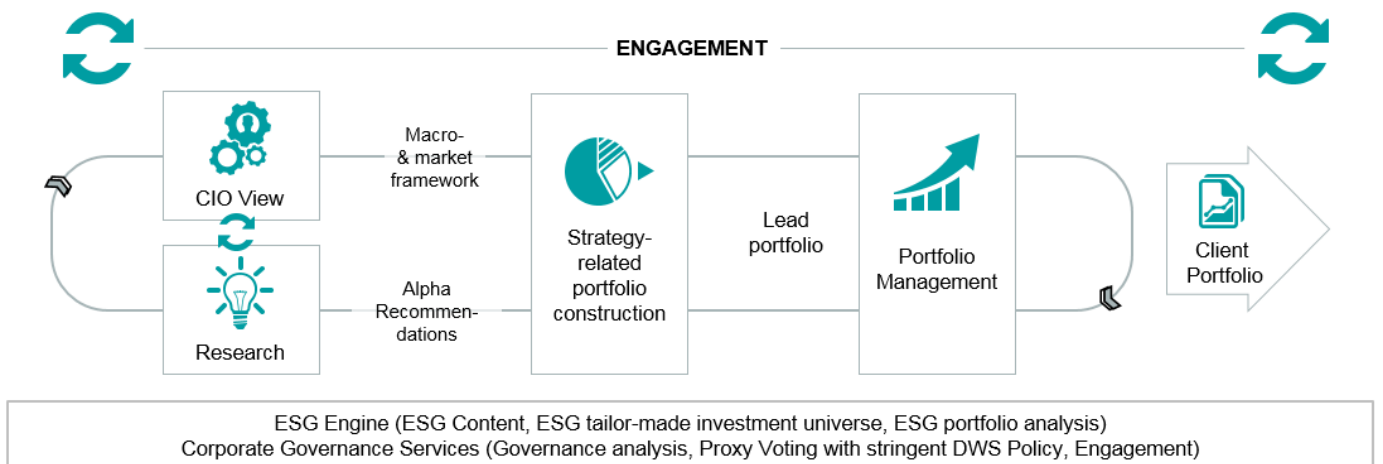 ENGAGEMENT
CIO View
Macro-
& market
framework
Research
Alpha
Recommen-
dations
Strategy-
related
portfolio
construction
Lead
portfolio
Portfolio
Management
Client
Portfolio
ESG Engine (ESG Content, ESG tailor-made investment universe, ESG portfolio analysis)
Corporate Governance Services (Governance analysis, Proxy Voting with stringent DWS Policy, Engagement)